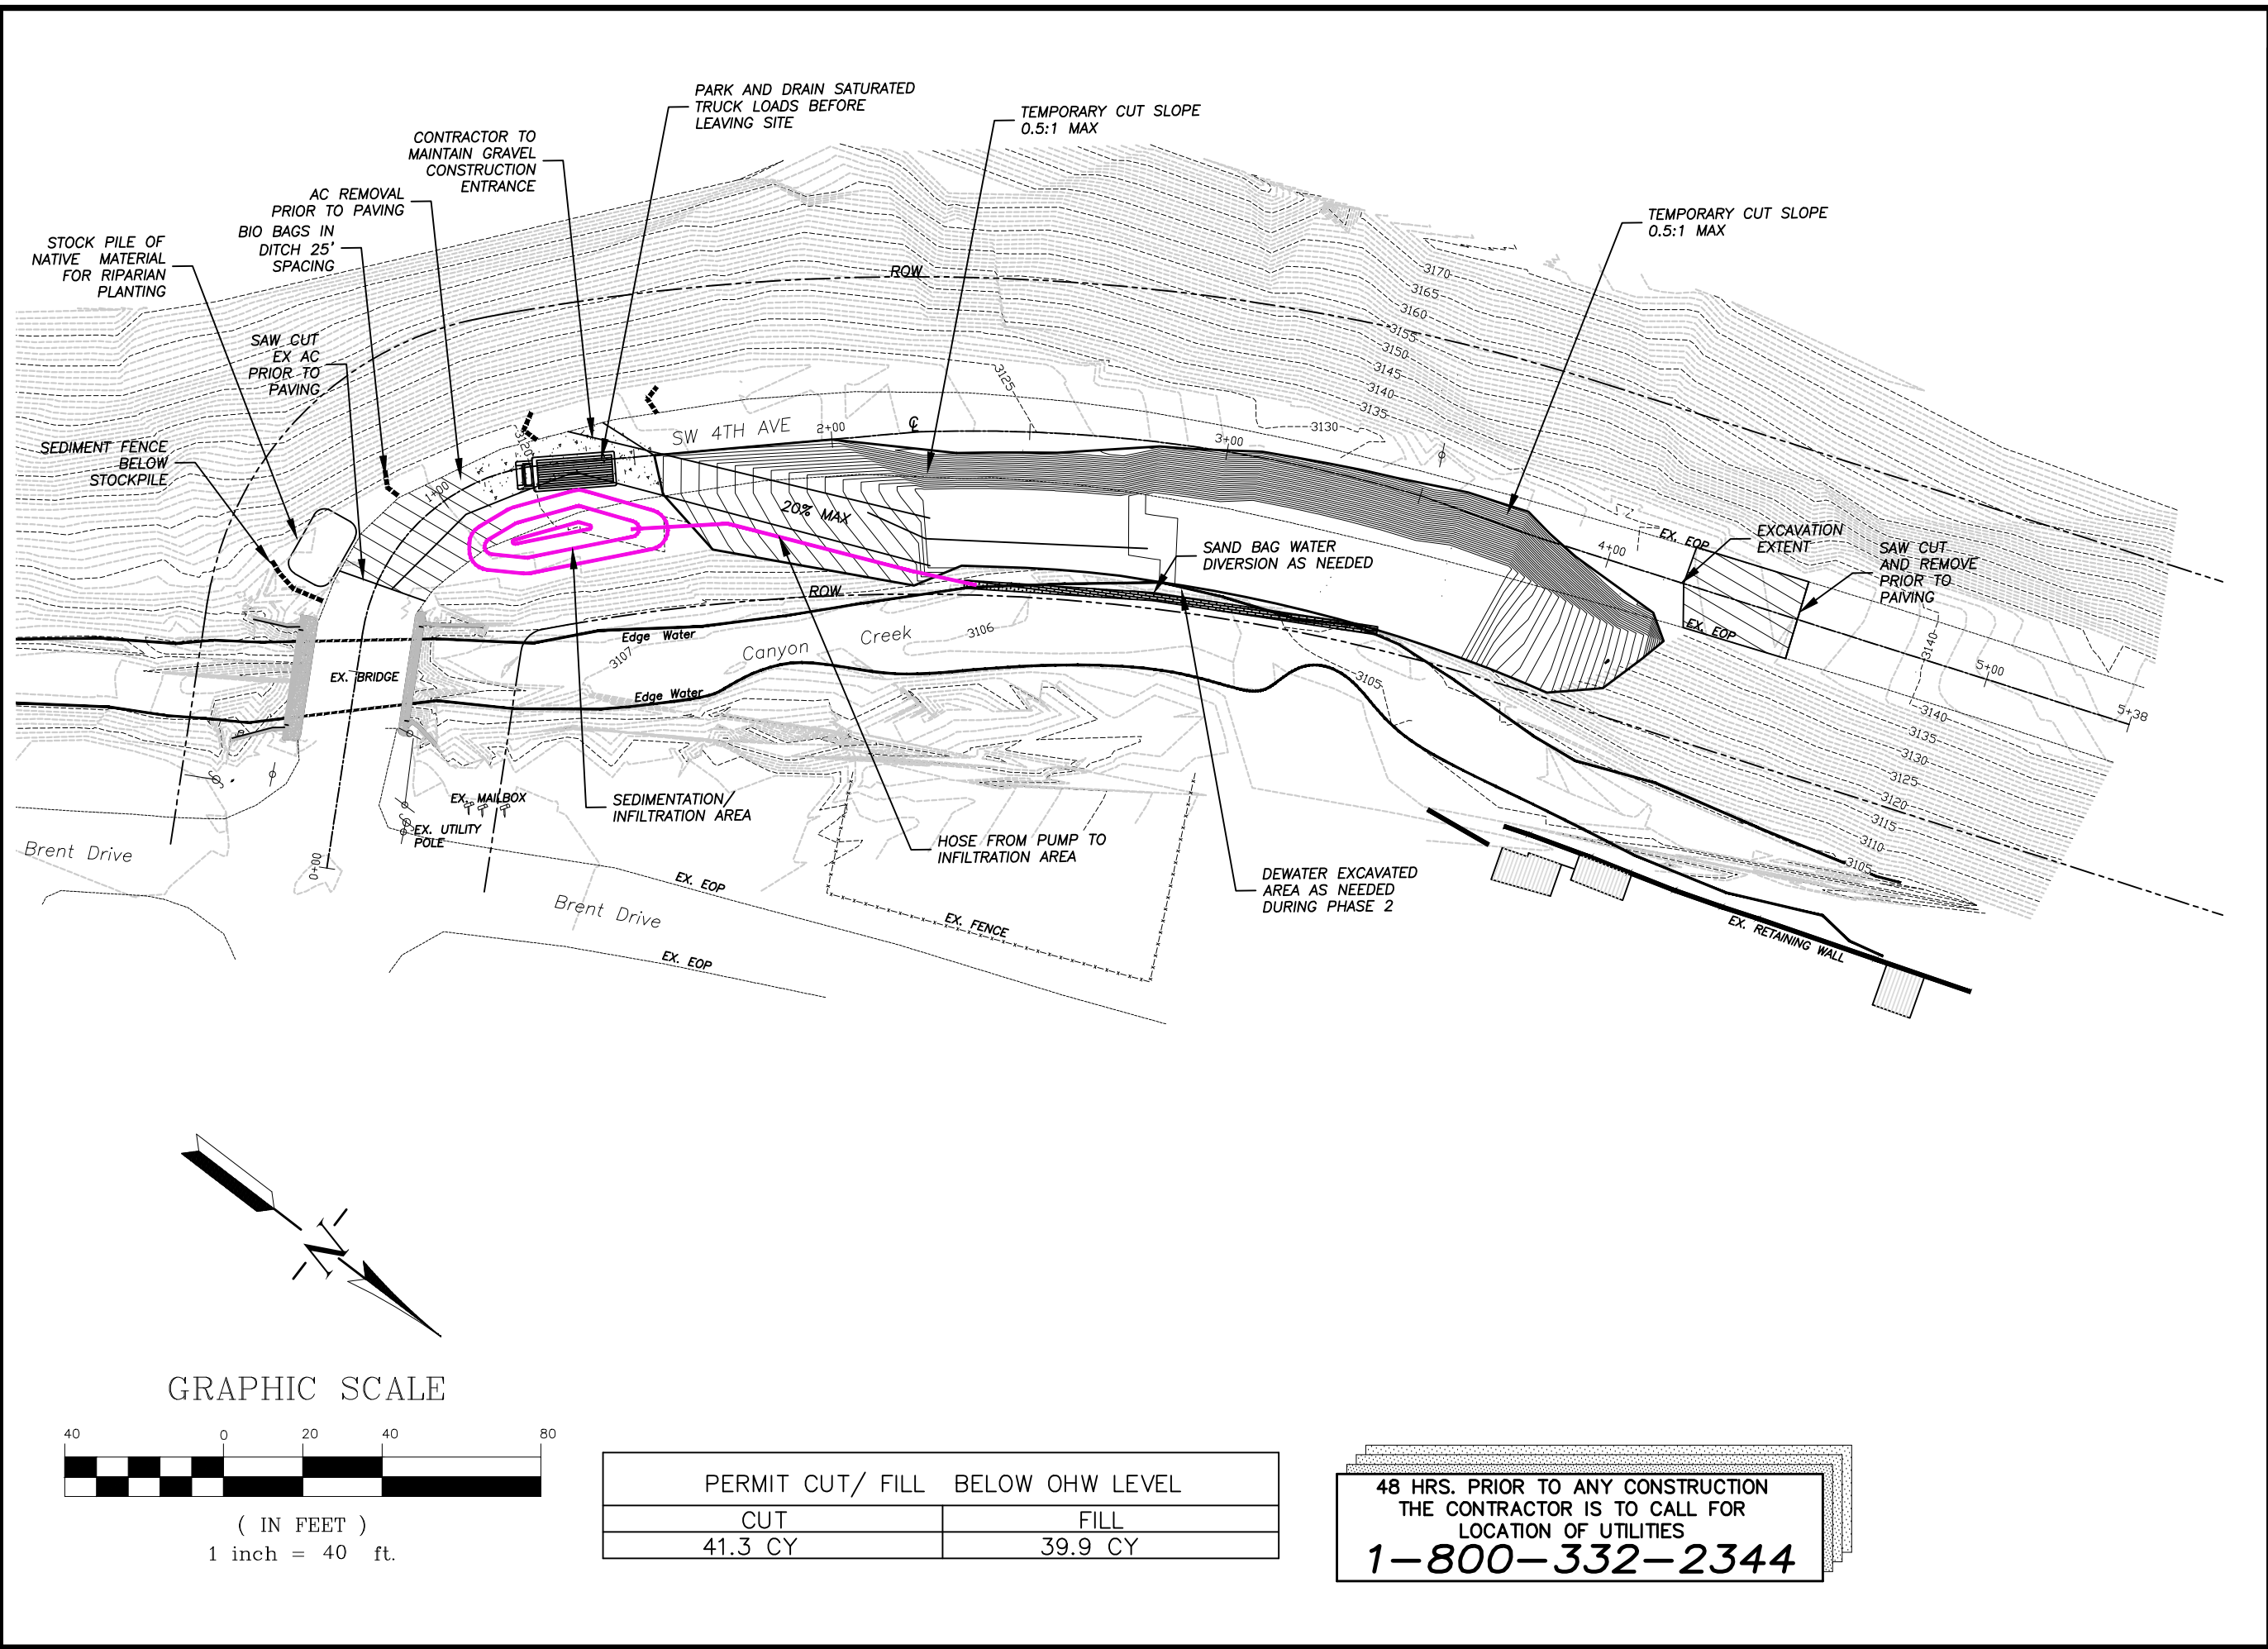 PARK AND DRAIN SATURATED
TRUCK LOADS BEFORE
LEAVING SITE
TEMPORARY CUT SLOPE
0.5:1 MAX
CONTRACTOR TO
MAINTAIN GRAVEL
CONSTRUCTION
ENTRANCE
AC REMOVAL
PRIOR TO PAVING
BIO BAGS IN
DITCH 25'
SPACING
STOCK PILE OF
NATIVE MATERIAL
FOR RIPARIAN
PLANTING
TEMPORARY CUT SLOPE
0.5:1 MAX
ROW
3170
3165
3160
3155
3150
3145
3140
3135
3130
3125
3120
SAW CUT
EX AC
PRIOR TO
PAVING
SEDIMENT FENCE
BELOW
STOCKPILE
SW 4TH AVE
2+00
℄
3+00
1+00
20% MAX
4+00
EX. EOP
EX. EOP
EXCAVATION
EXTENT
SAW CUT
AND REMOVE
PRIOR TO
PAIVING
SAND BAG WATER
DIVERSION AS NEEDED
ROW
Edge Water
Canyon Creek
3106
3107
Edge Water
EX. BRIDGE
3105
3140
5+00
5+38
3140
3135
3130
3125
3120
3115
3110
3105
EX. MAILBOX
EX. UTILITY
POLE
SEDIMENTATION/
INFILTRATION AREA
HOSE FROM PUMP TO
INFILTRATION AREA
DEWATER EXCAVATED
AREA AS NEEDED
DURING PHASE 2
Brent Drive
0+00
EX. EOP
Brent Drive
EX. FENCE
EX. EOP
EX. RETAINING WALL
N
GRAPHIC SCALE
40 0 20 40 80
( IN FEET )
1 inch = 40 ft.
PERMIT CUT/ FILL BELOW OHW LEVEL
CUT FILL
41.3 CY 39.9 CY
48 HRS. PRIOR TO ANY CONSTRUCTION
THE CONTRACTOR IS TO CALL FOR
LOCATION OF UTILITIES
1-800-332-2344